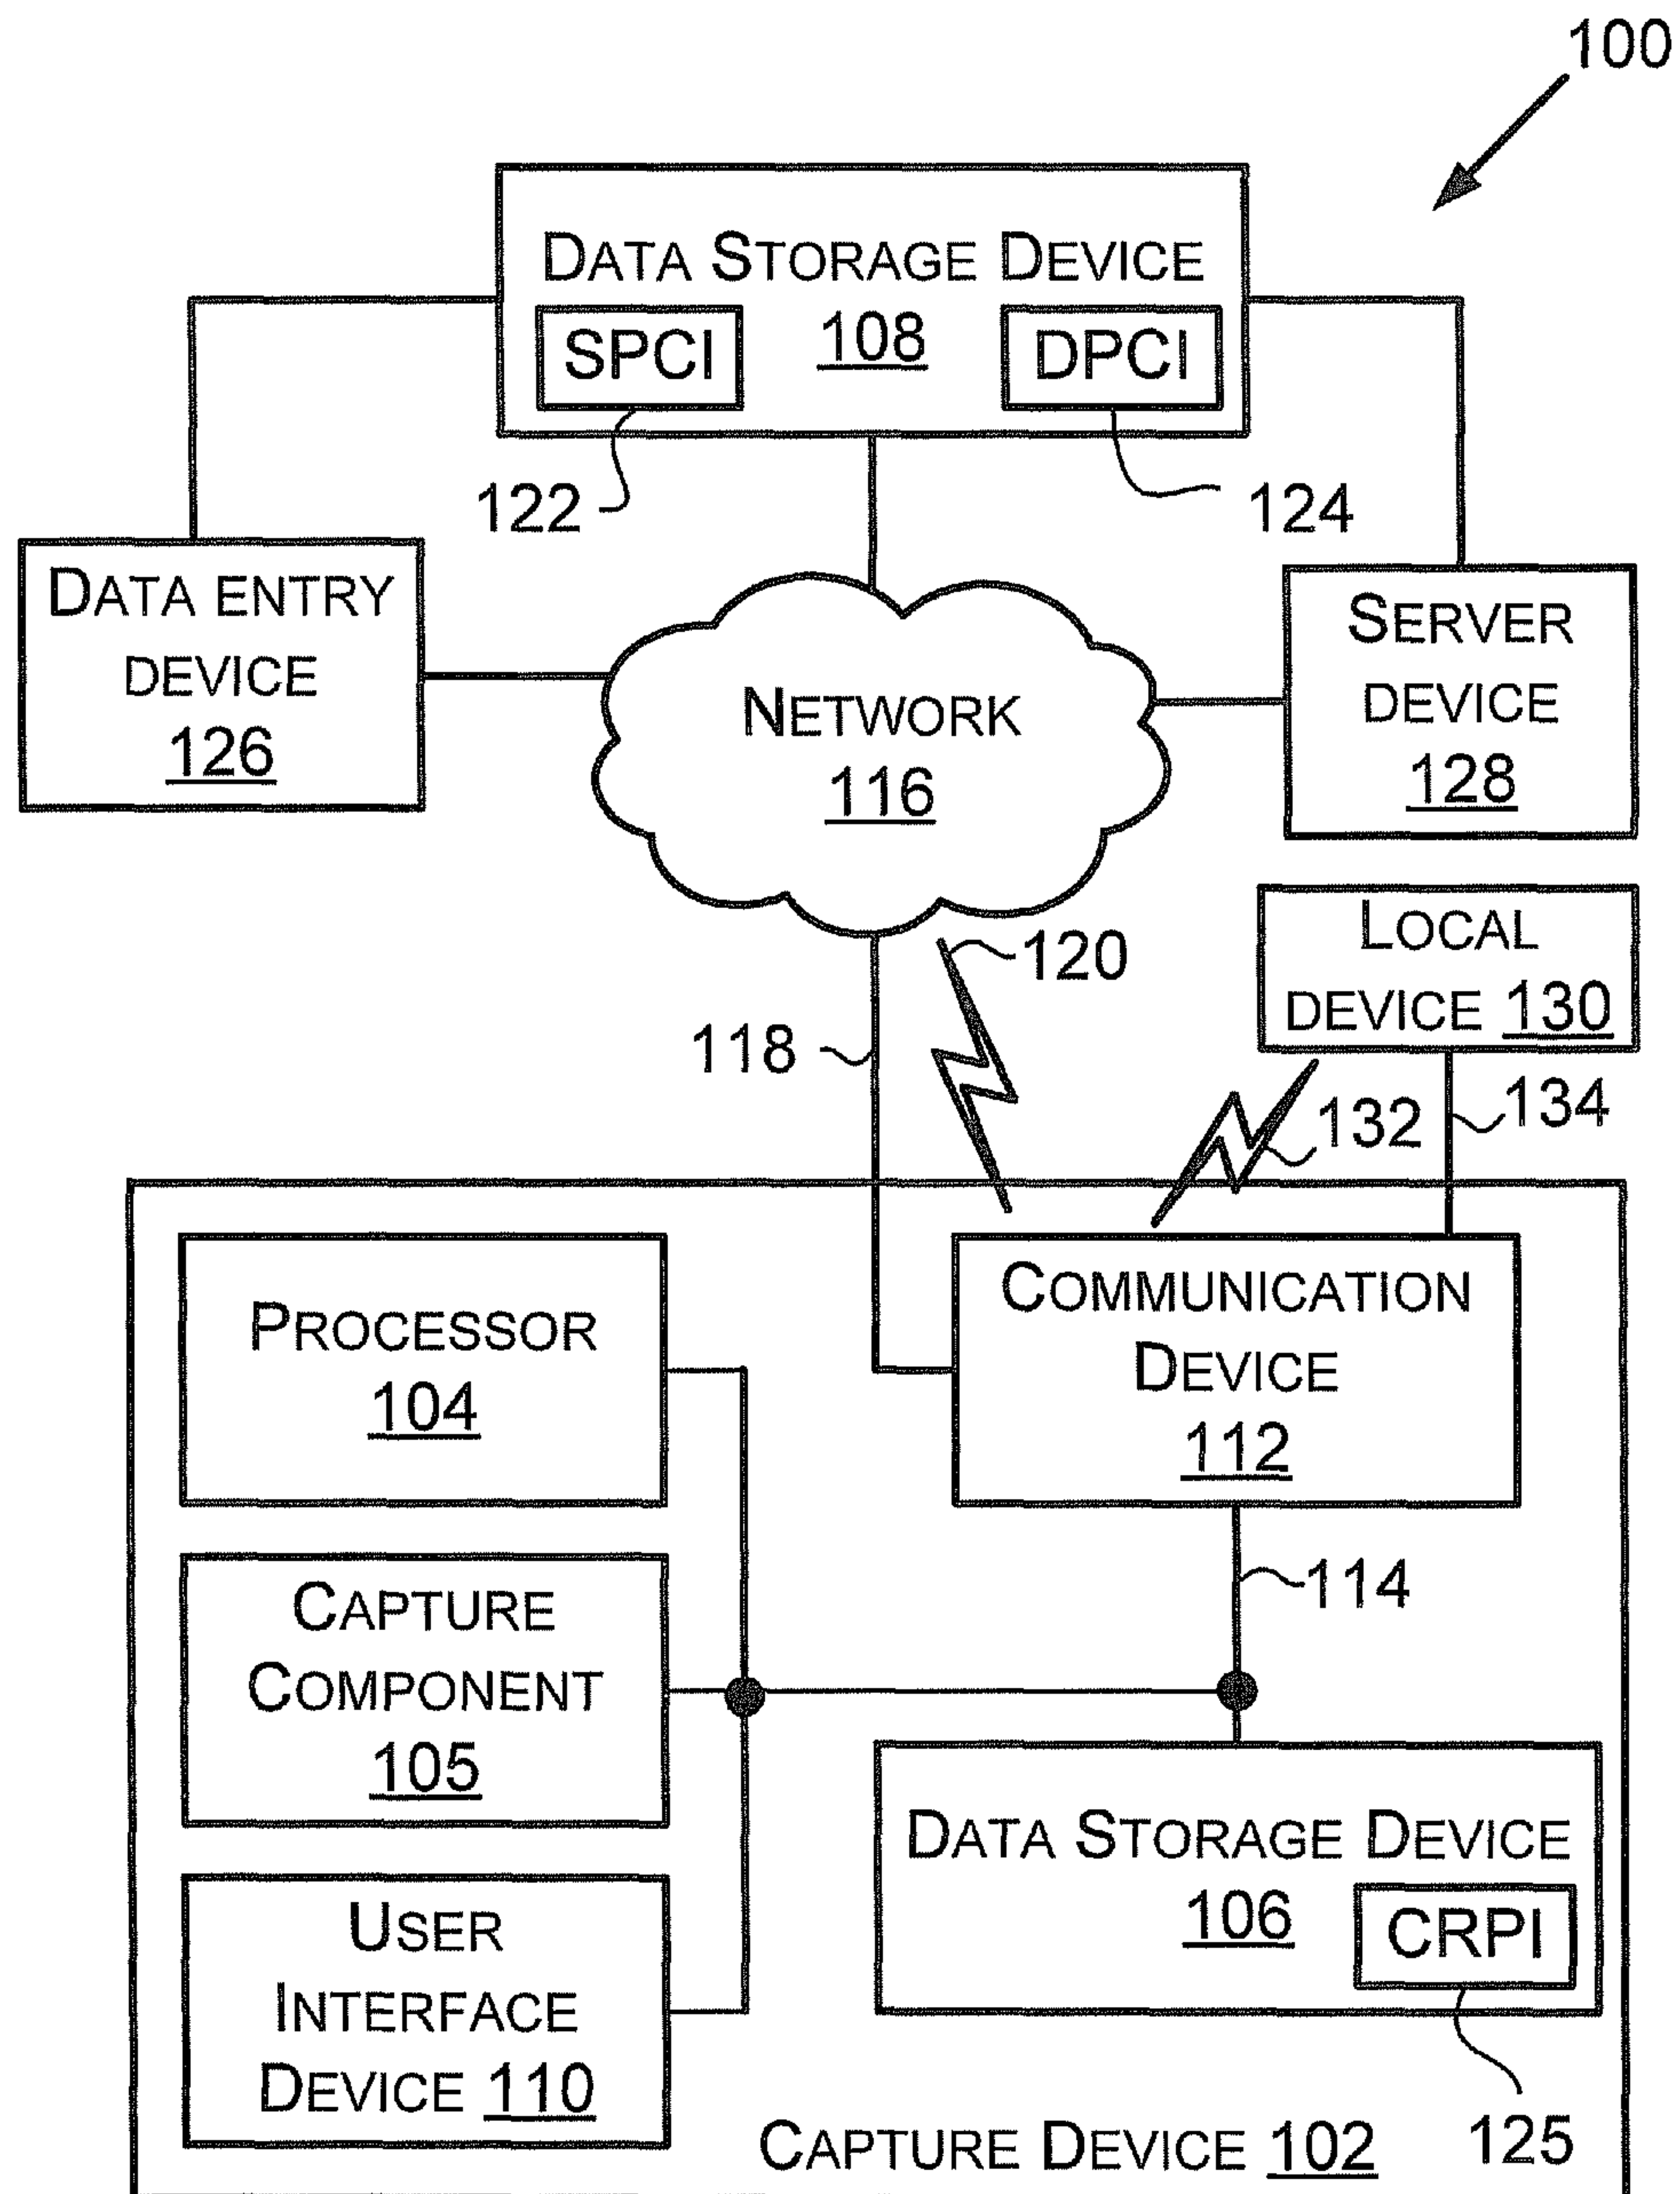 100
DATA STORAGE DEVICE
108
SPCI
DPCI
122
124
DATA ENTRY
DEVICE
126
NETWORK
116
SERVER
DEVICE
128
LOCAL
DEVICE 130
120
118
132
134
PROCESSOR
104
COMMUNICATION
DEVICE
112
114
CAPTURE
COMPONENT
105
DATA STORAGE DEVICE
106
CRPI
USER
INTERFACE
DEVICE 110
125
CAPTURE DEVICE 102